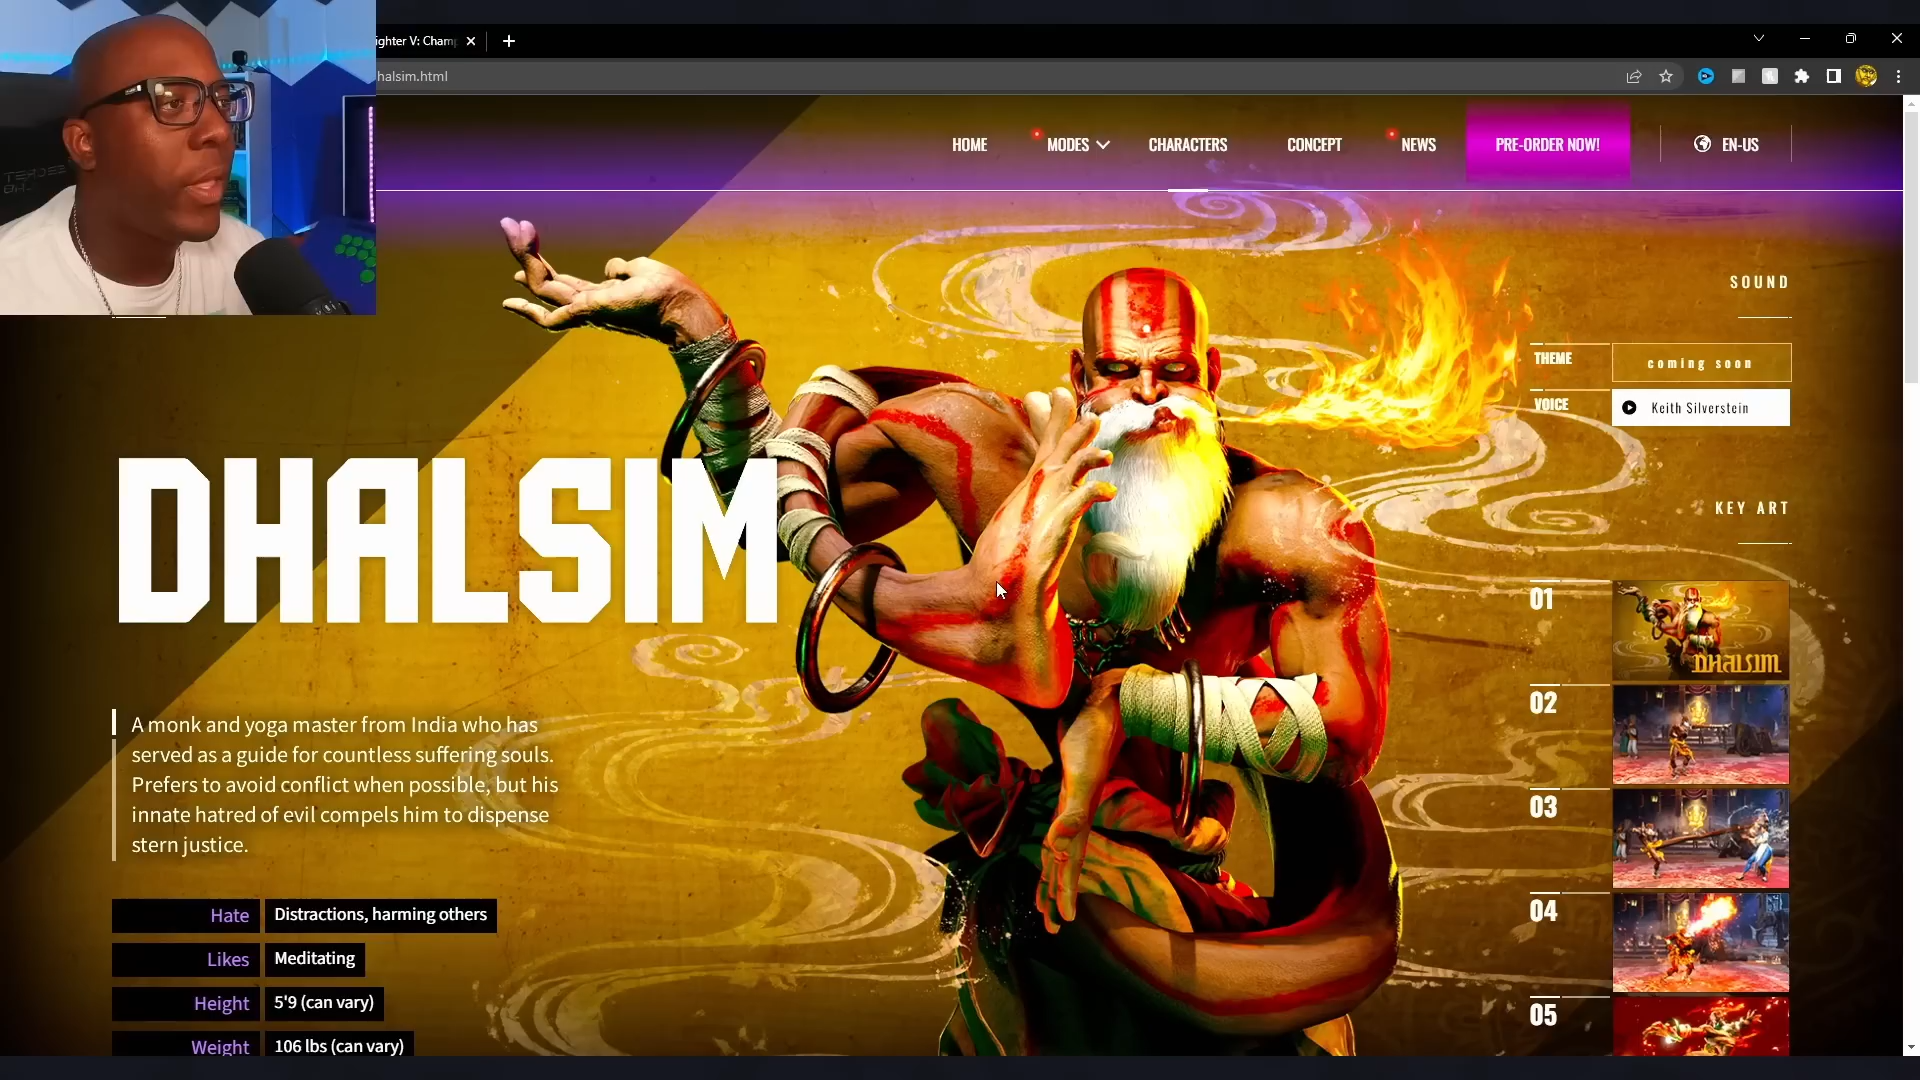 ighter V: Cham
halsim.html
HOME
MODES
CHARACTERS
CONCEPT
NEWS
PRE-ORDER NOW!
EN-US
SOUND
THEME
coming soon
VOICE
Keith Silverstein
DHALSIM
KEY ART
01
DHALSIM
02
03
04
05
A monk and yoga master from India who has
served as a guide for countless suffering souls.
Prefers to avoid conflict when possible, but his
innate hatred of evil compels him to dispense
stern justice.
Hate
Distractions, harming others
Likes
Meditating
Height
5'9 (can vary)
Weight
106 lbs (can vary)